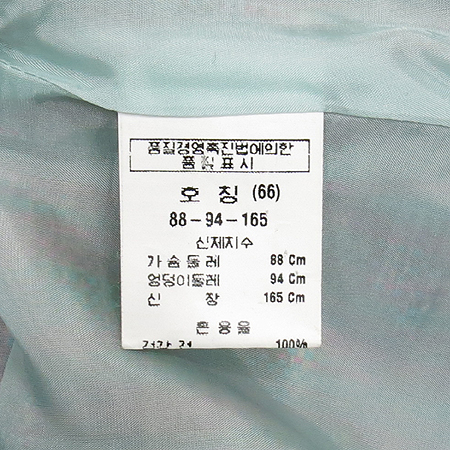 품질경영촉진법에의한
품질표시
호 칭 (66)
88-94-165
신체지수
가슴둘레 88 Cm
엉덩이둘레 94 Cm
신 장 165 Cm
혼용율
100%